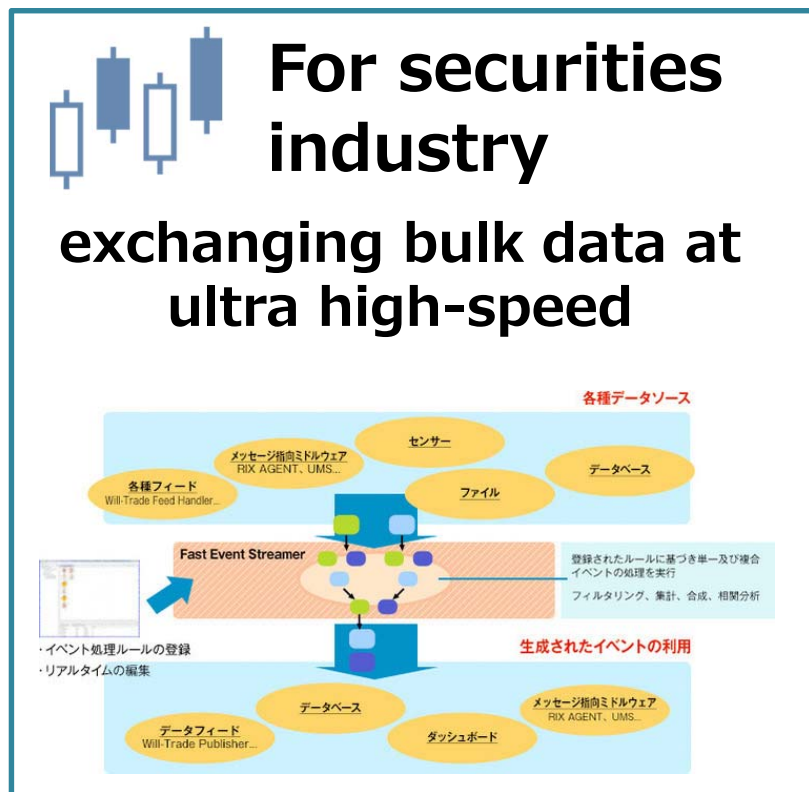 For securities
industry
exchanging bulk data at
ultra high-speed
各種データソース
センサー
メッセージ指向ミドルウェア
RIX AGENT、UMS...
データベース
各種フィード
Will-Trade Feed Handler...
ファイル
Fast Event Streamer
登録されたルールに基づき単一及び複合
イベントの処理を実行
フィルタリング、集計、合成、相関分析
・イベント処理ルールの登録
・リアルタイムの編集
生成されたイベントの利用
データベース
メッセージ指向ミドルウェア
RIX AGENT、UMS...
データフィード
Will-Trade Publisher...
ダッシュボード